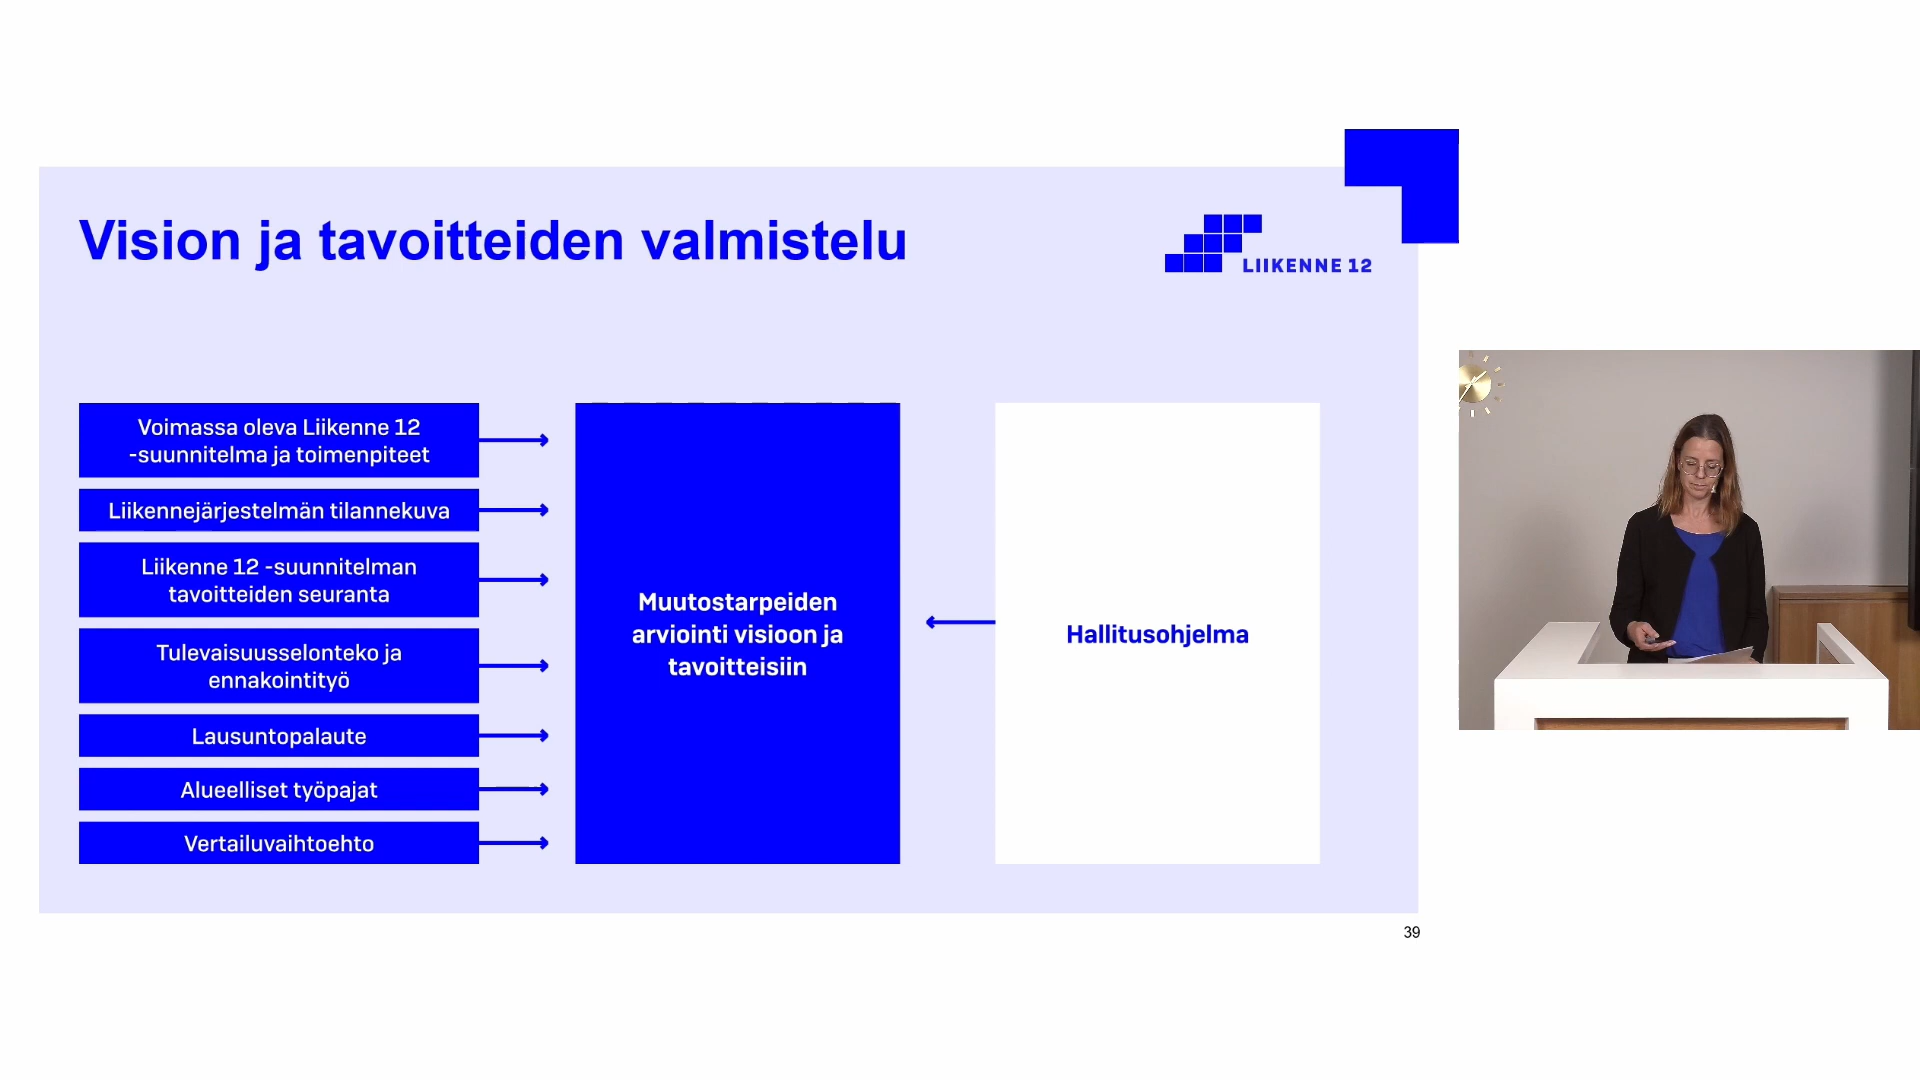 Vision ja tavoitteiden valmistelu
LIIKENNE 12
Voimassa oleva Liikenne 12
-suunnitelma ja toimenpiteet
Liikennejärjestelmän tilannekuva
Liikenne 12 -suunnitelman
tavoitteiden seuranta
Tulevaisuusselonteko ja
ennakointityö
Lausuntopalaute
Alueelliset työpajat
Vertailuvaihtoehto
Muutostarpeiden
arviointi visioon ja
tavoitteisiin
Hallitusohjelma
39